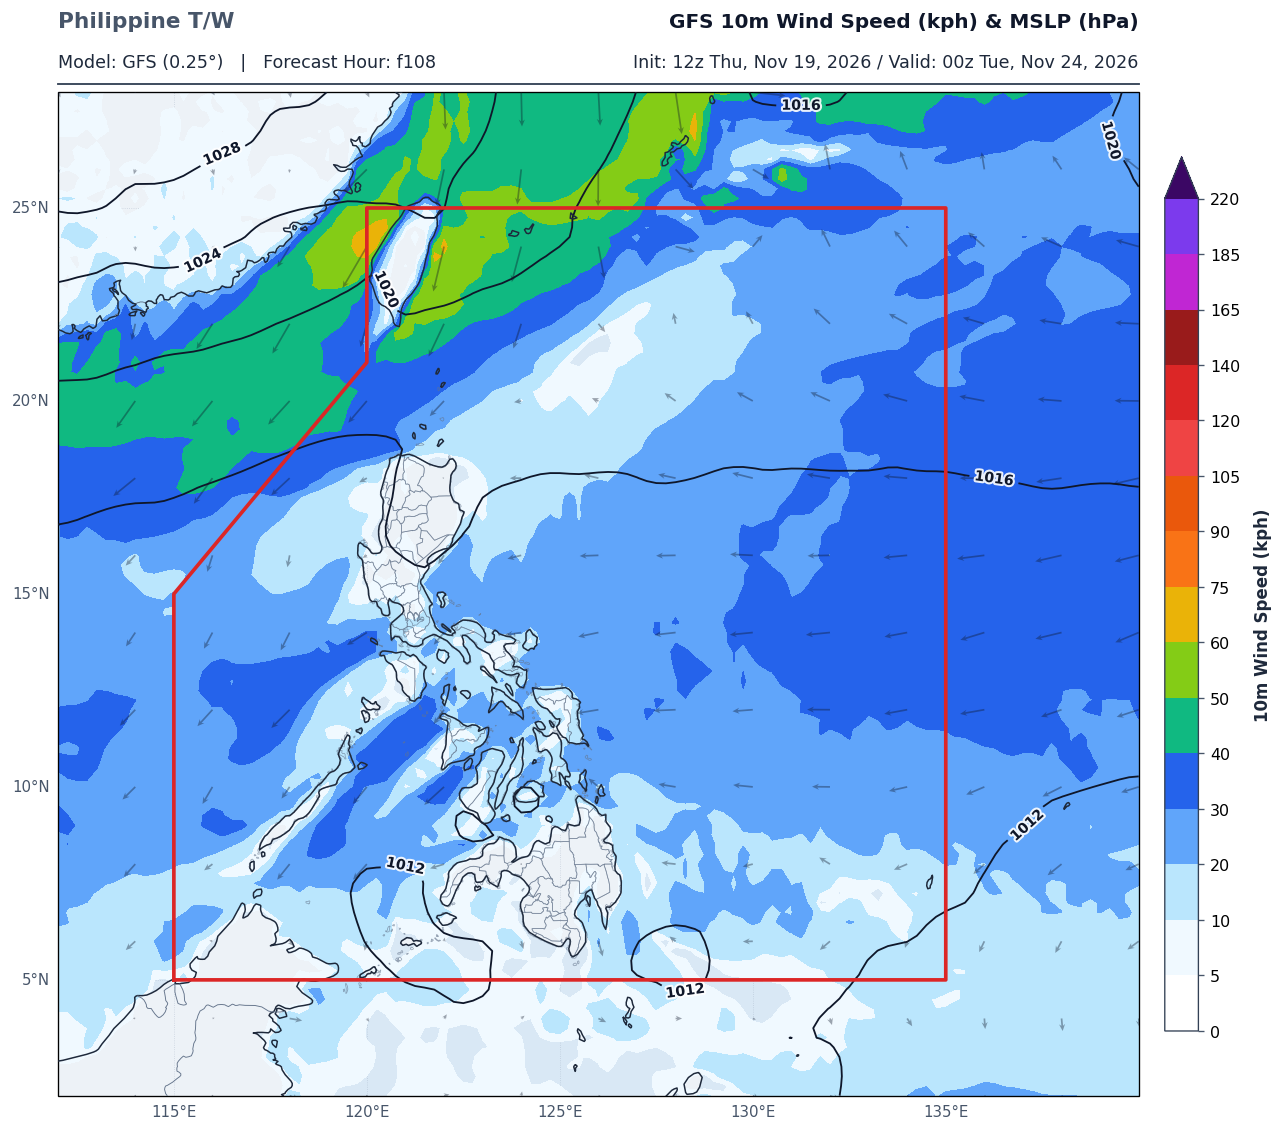 Philippine T/W
GFS 10m Wind Speed (kph) & MSLP (hPa)
Model: GFS (0.25°) | Forecast Hour: f108
Init: 12z Thu, Nov 19, 2026 / Valid: 00z Tue, Nov 24, 2026
1016
1020
1028
1024
1020
1016
1012
1012
1012
25°N
20°N
15°N
10°N
5°N
115°E
120°E
125°E
130°E
135°E
220
185
165
140
120
105
90
75
60
50
40
30
20
10
5
0
10m Wind Speed (kph)